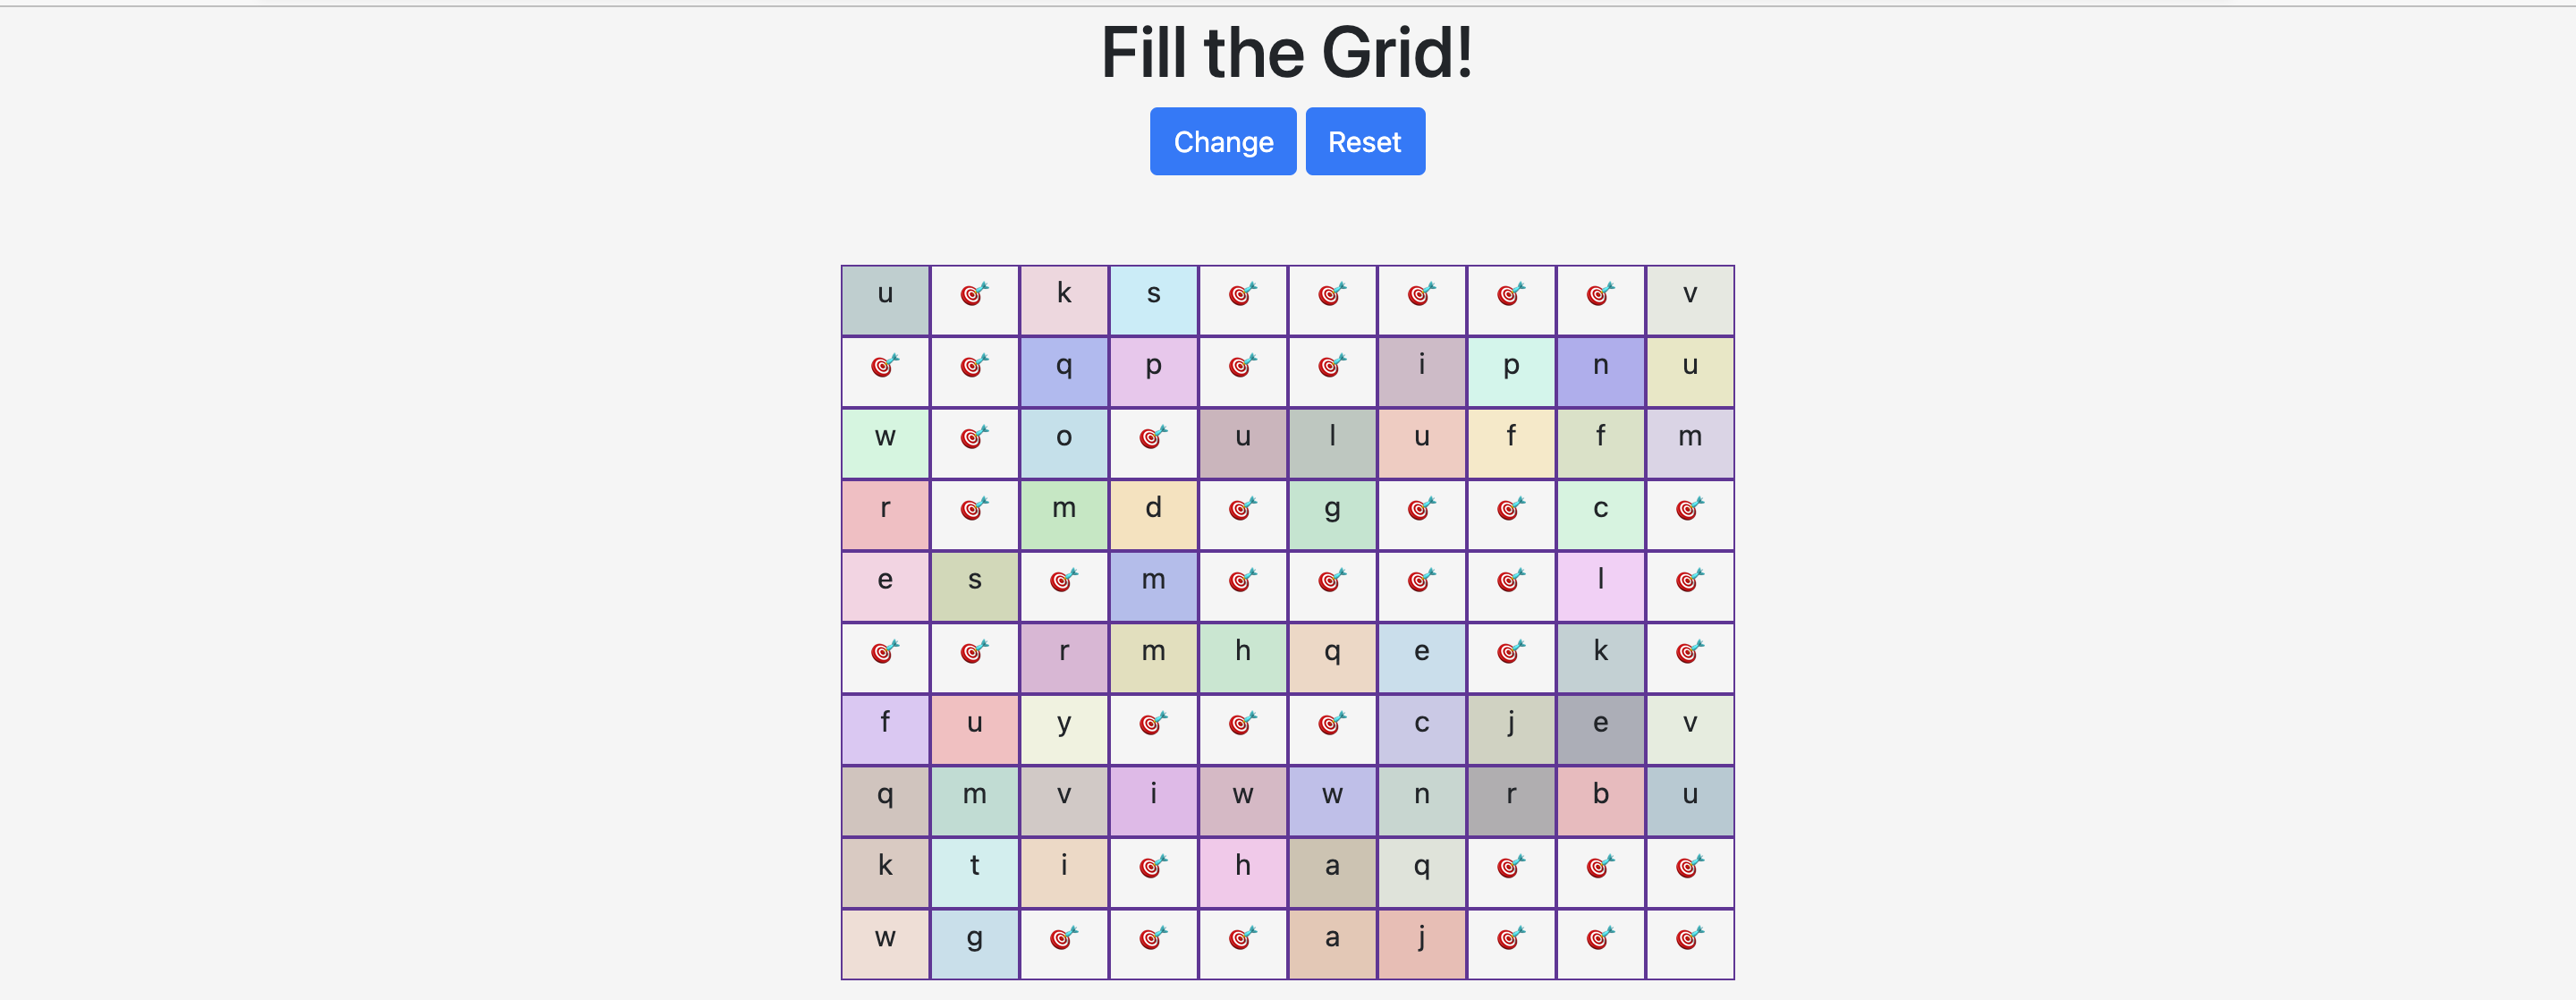 Fill the Grid!
Change Reset
u 🎯 k s 🎯 🎯 🎯 🎯 🎯 v
🎯 🎯 q p 🎯 🎯 i p n u
w 🎯 o 🎯 u l u f f m
r 🎯 m d 🎯 g 🎯 🎯 c 🎯
e s 🎯 m 🎯 🎯 🎯 🎯 l 🎯
🎯 🎯 r m h q e 🎯 k 🎯
f u y 🎯 🎯 🎯 c j e v
q m v i w w n r b u
k t i 🎯 h a q 🎯 🎯 🎯
w g 🎯 🎯 🎯 a j 🎯 🎯 🎯